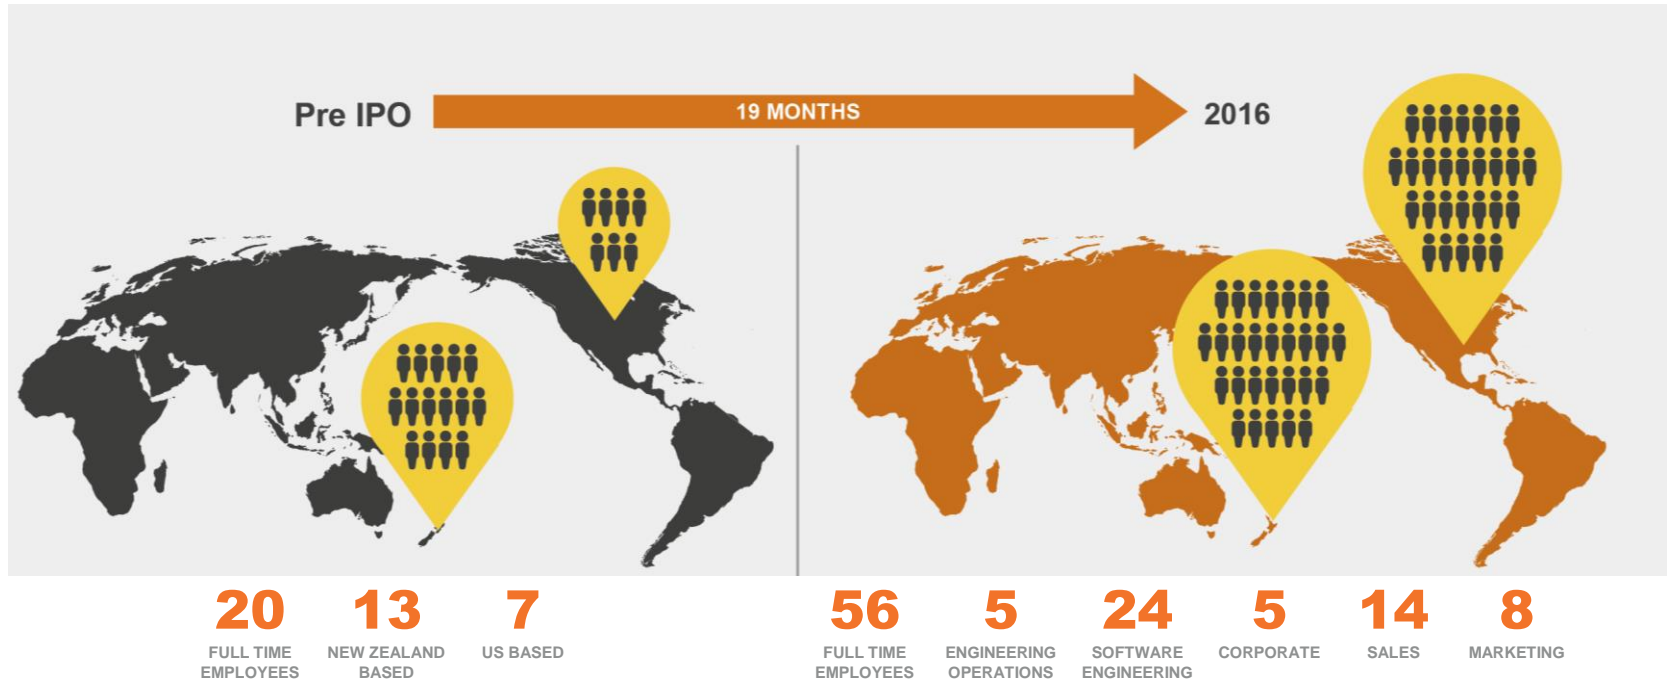 Pre IPO
19 MONTHS
2016
20
FULL TIME
EMPLOYEES
13
NEW ZEALAND
BASED
7
US BASED
56
FULL TIME
EMPLOYEES
5
ENGINEERING
OPERATIONS
24
SOFTWARE
ENGINEERING
5
CORPORATE
14
SALES
8
MARKETING